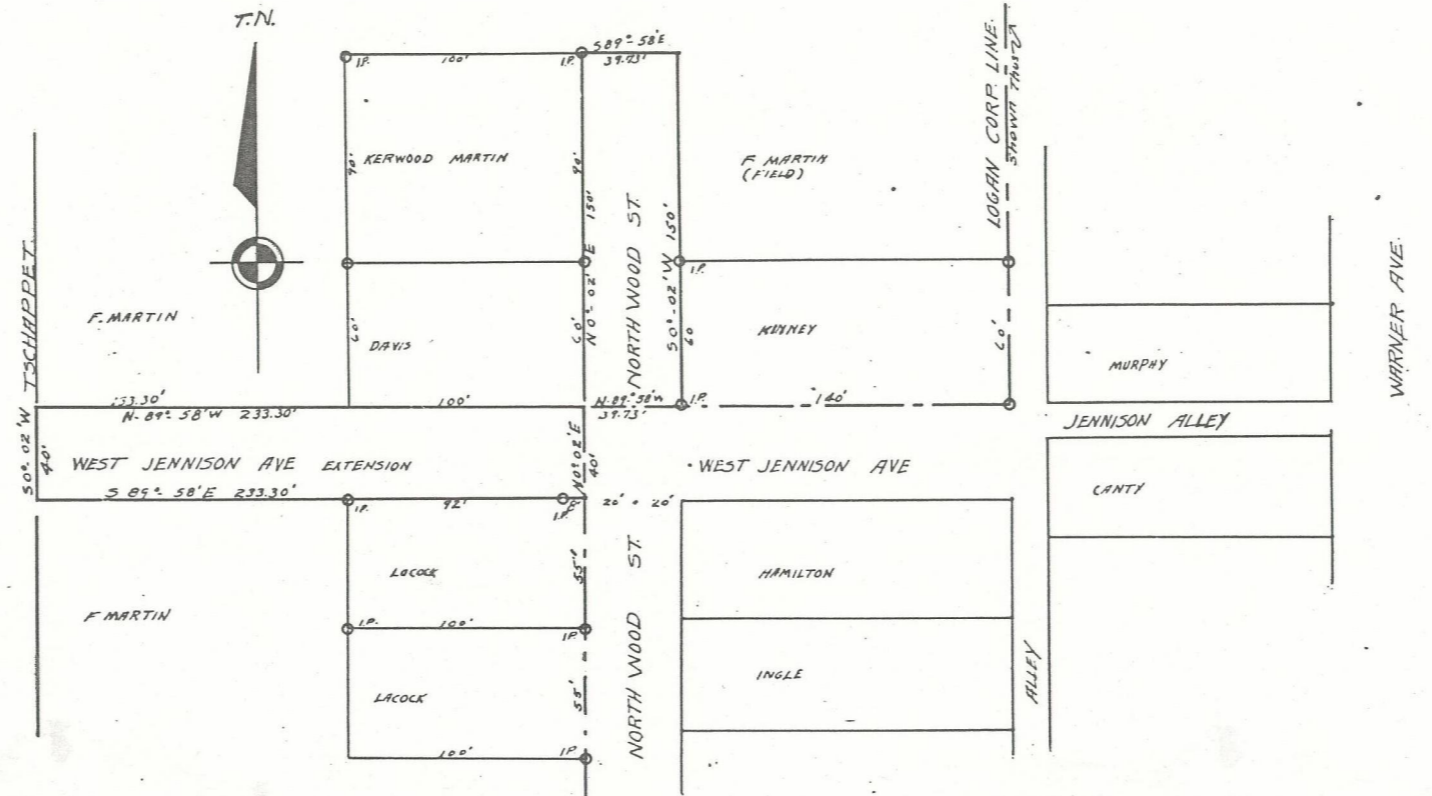 T.N.
S 89°-58'E
39.73'
I.P.
100'
I.P.
LOGAN CORP. LINE.
SHOWN THUS
KERWOOD MARTIN
90'
90'
F MARTIN
(FIELD)
N 0°-02'E 150'
NORTH WOOD ST.
S 0°-02'W 150'
I.P.
WARNER AVE.
TSCHAPPET.
F. MARTIN
60'
DAVIS
60'
60'
60'
MURPHY
N-89°-58'W 233.30'
100'
N-89°-58'W
39.73'
I.P.
140'
JENNISON ALLEY
S 0°-02'W
40'
WEST JENNISON AVE EXTENSION
N 0°02'E
40'
WEST JENNISON AVE
S 89°-58'E 233.30'
I.P.
92'
I.P.
20'
20'
CANTY
LACOCK
55'
NORTH WOOD ST.
HAMILTON
F MARTIN
I.P.
100'
I.P.
LACOCK
55'
INGLE
ALLEY
100'
I.P.